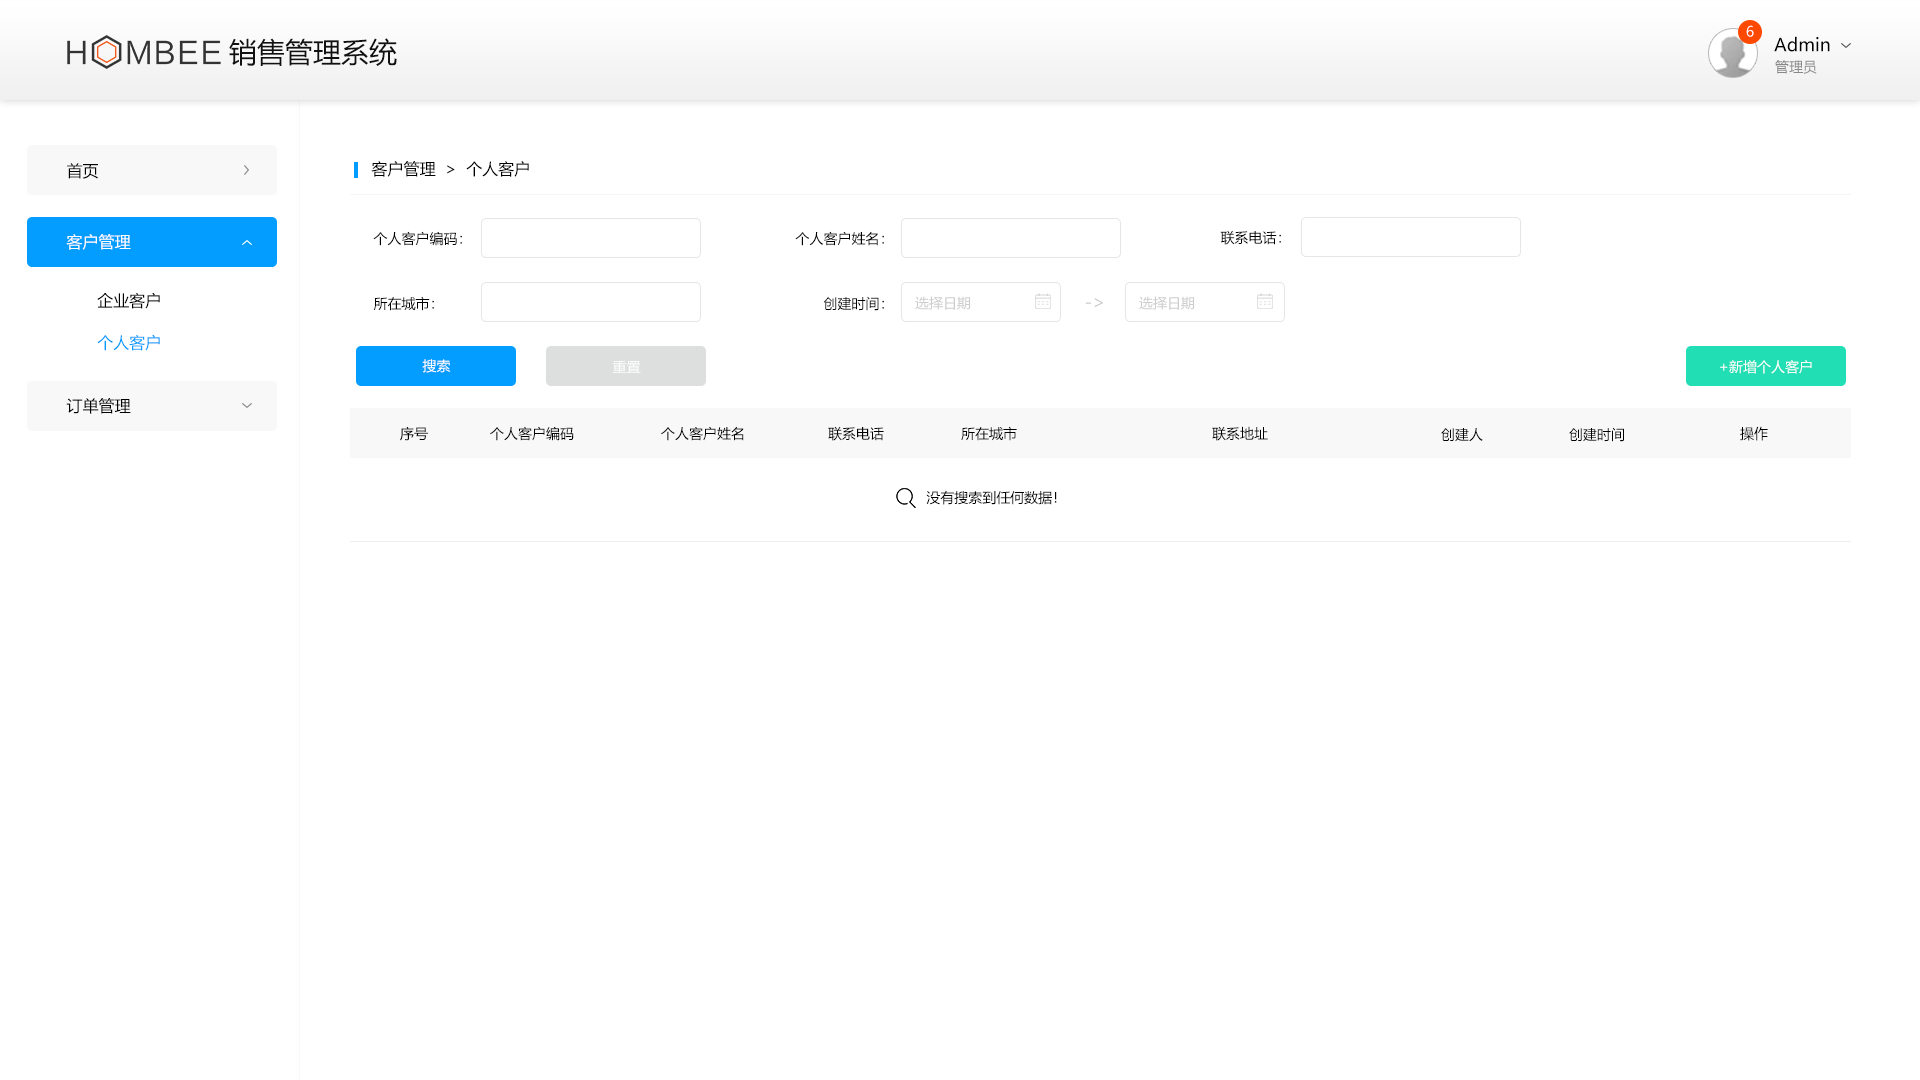 HOMBEE 销售管理系统
6
Admin
管理员
首页
客户管理
企业客户
个人客户
订单管理
客户管理 > 个人客户
个人客户编码：
个人客户姓名：
联系电话：
所在城市：
创建时间： 选择日期 -> 选择日期
搜索
重置
+新增个人客户
序号 个人客户编码 个人客户姓名 联系电话 所在城市 联系地址 创建人 创建时间 操作
没有搜索到任何数据！